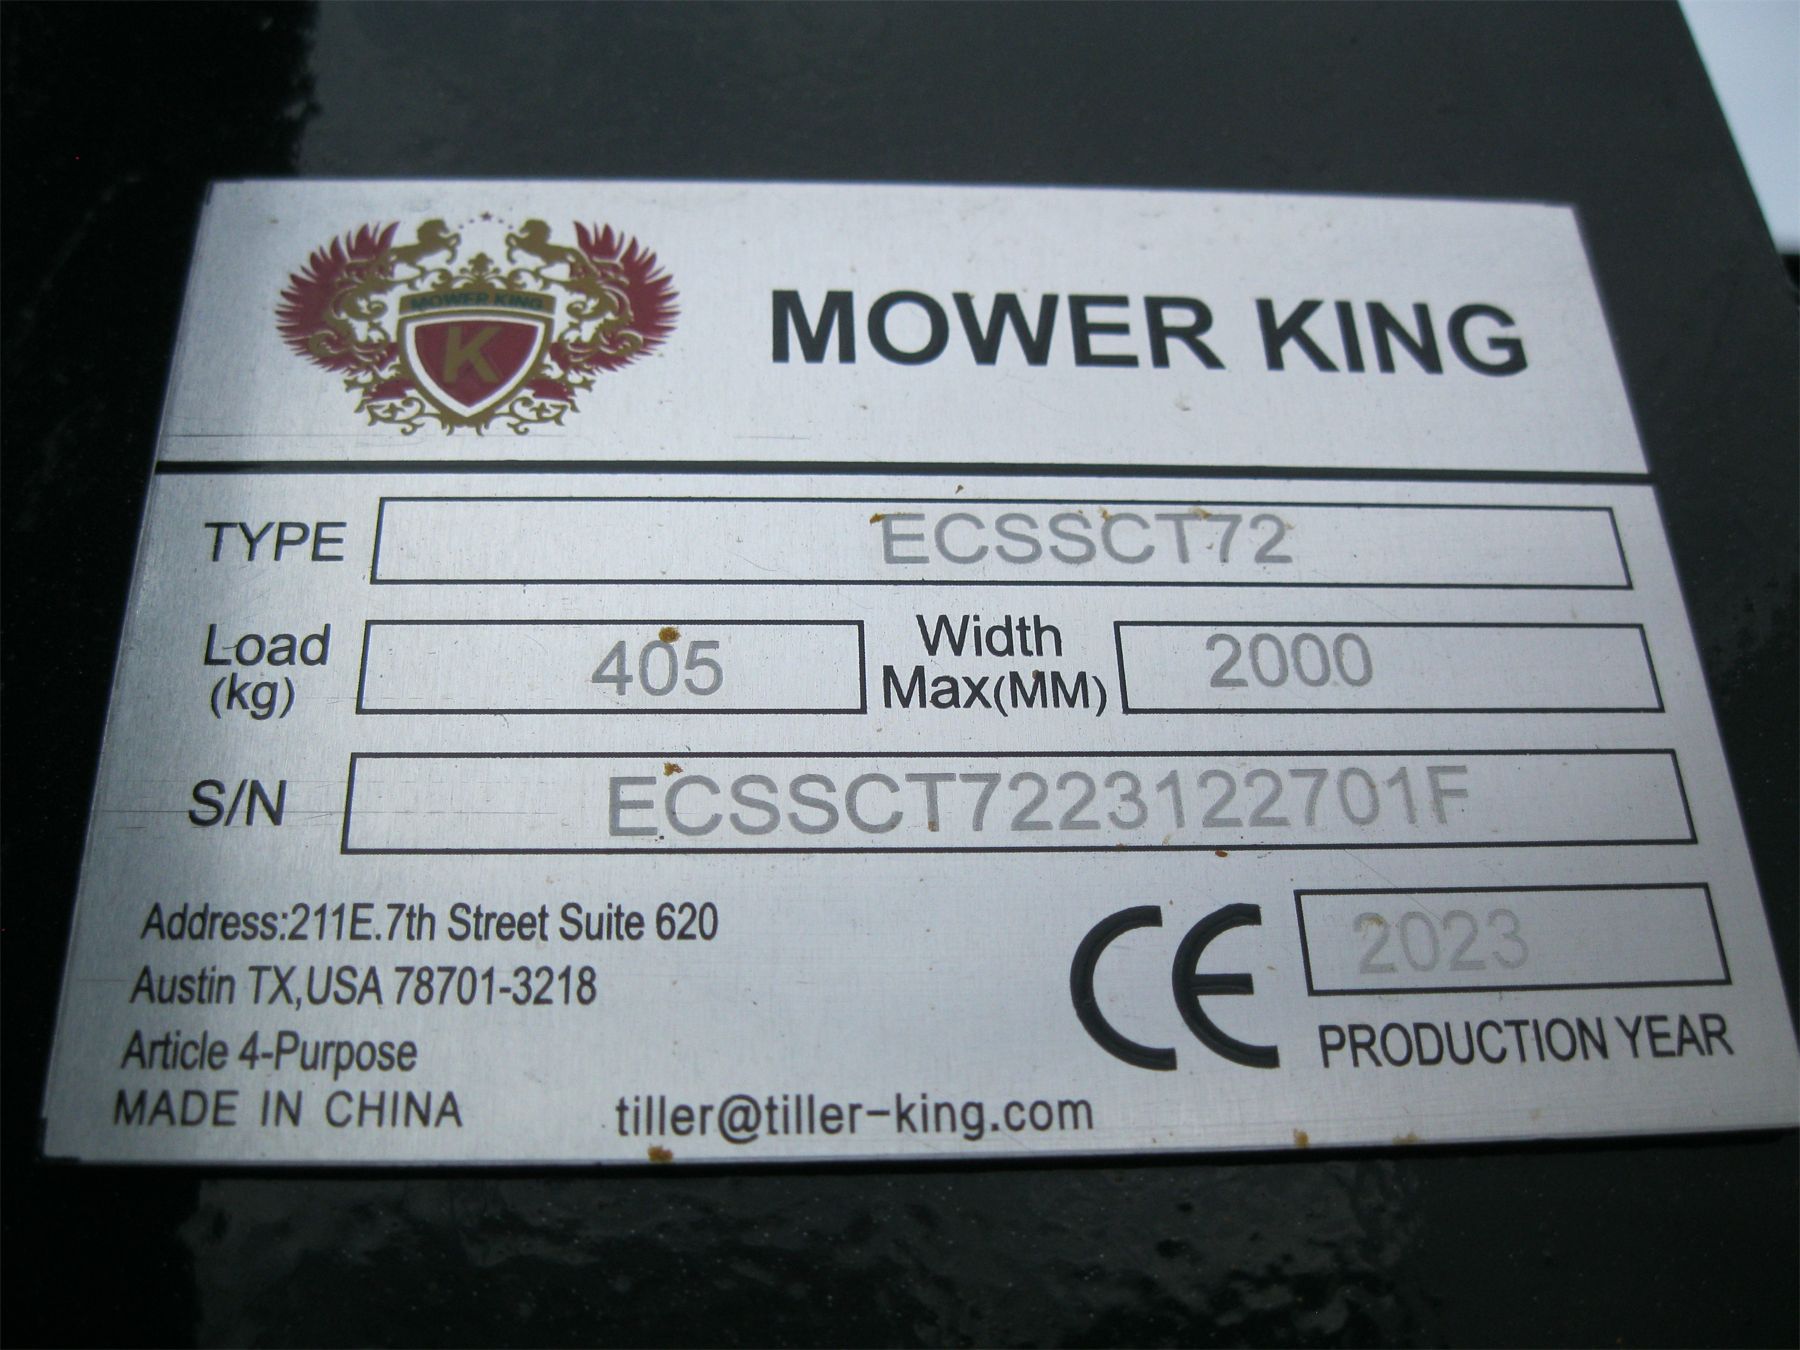 MOWER KING
K
MOWER KING
TYPE ECSSCT72
Load (kg) 405 Width Max(MM) 2000
S/N ECSSCT7223122701F
Address:211E.7th Street Suite 620
Austin TX,USA 78701-3218
Article 4-Purpose
MADE IN CHINA
tiller@tiller-king.com
CE 2023
PRODUCTION YEAR